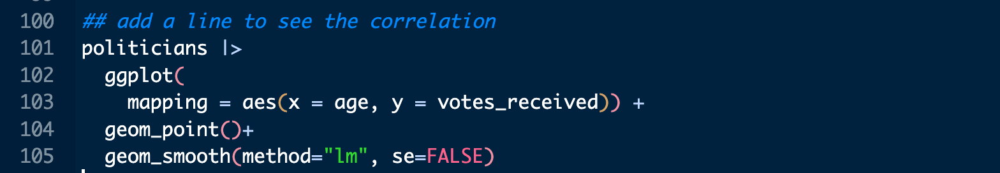 100 ## add a line to see the correlation
101 politicians |>
102   ggplot(
103     mapping = aes(x = age, y = votes_received)) +
104   geom_point()+
105   geom_smooth(method="lm", se=FALSE)